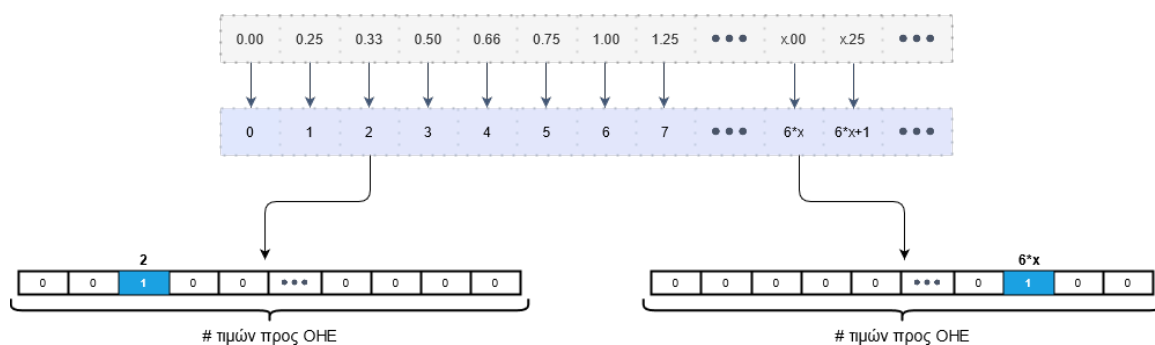 0.00 0.25 0.33 0.50 0.66 0.75 1.00 1.25 ••• x.00 x.25 •••
0 1 2 3 4 5 6 7 ••• 6*x 6*x+1 •••
2 6*x
0 0 1 0 0 ••• 0 0 0 0 0 0 0 0 0 ••• 0 1 0 0
# τιμών προς OHE # τιμών προς OHE